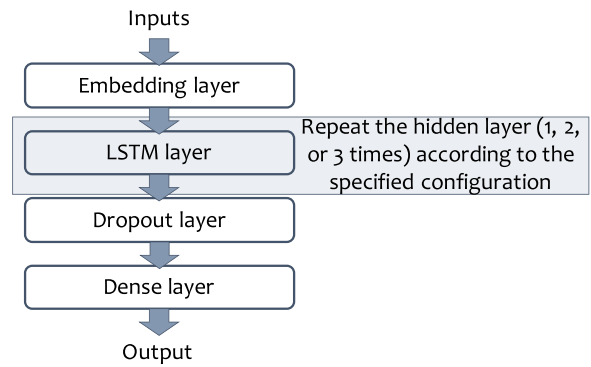 Inputs
Embedding layer
LSTM layer
Repeat the hidden layer (1, 2,
or 3 times) according to the
specified configuration
Dropout layer
Dense layer
Output